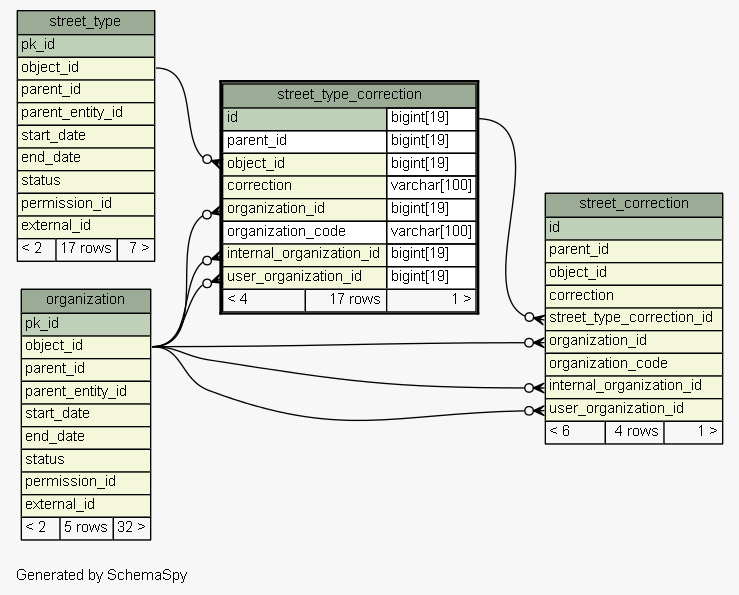 street_type
pk_id
object_id
parent_id
parent_entity_id
start_date
end_date
status
permission_id
external_id
< 2 17 rows 7 >
street_type_correction
id bigint[19]
parent_id bigint[19]
object_id bigint[19]
correction varchar[100]
organization_id bigint[19]
organization_code varchar[100]
internal_organization_id bigint[19]
user_organization_id bigint[19]
< 4 17 rows 1 >
street_correction
id
parent_id
object_id
correction
street_type_correction_id
organization_id
organization_code
internal_organization_id
user_organization_id
< 6 4 rows 1 >
organization
pk_id
object_id
parent_id
parent_entity_id
start_date
end_date
status
permission_id
external_id
< 2 5 rows 32 >
Generated by SchemaSpy